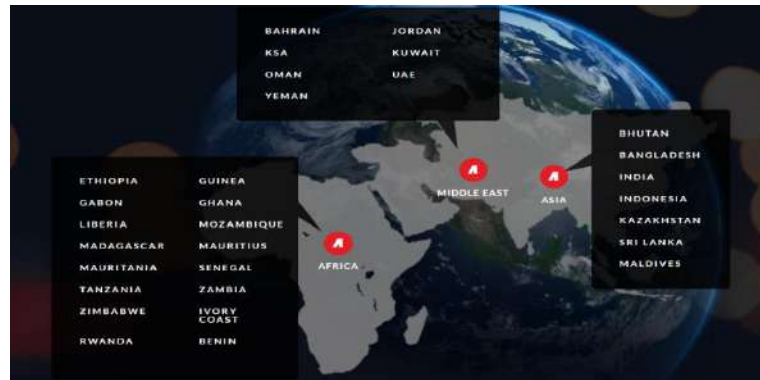 BAHRAIN JORDAN
KSA KUWAIT
OMAN UAE
YEMAN
BHUTAN
BANGLADESH
INDIA
INDONESIA
KAZAKHSTAN
SRI LANKA
MALDIVES
MIDDLE EAST
ASIA
ETHIOPIA GUINEA
GABON GHANA
LIBERIA MOZAMBIQUE
MADAGASCAR MAURITIUS
MAURITANIA SENEGAL
TANZANIA ZAMBIA
ZIMBABWE IVORY
COAST
RWANDA BENIN
AFRICA